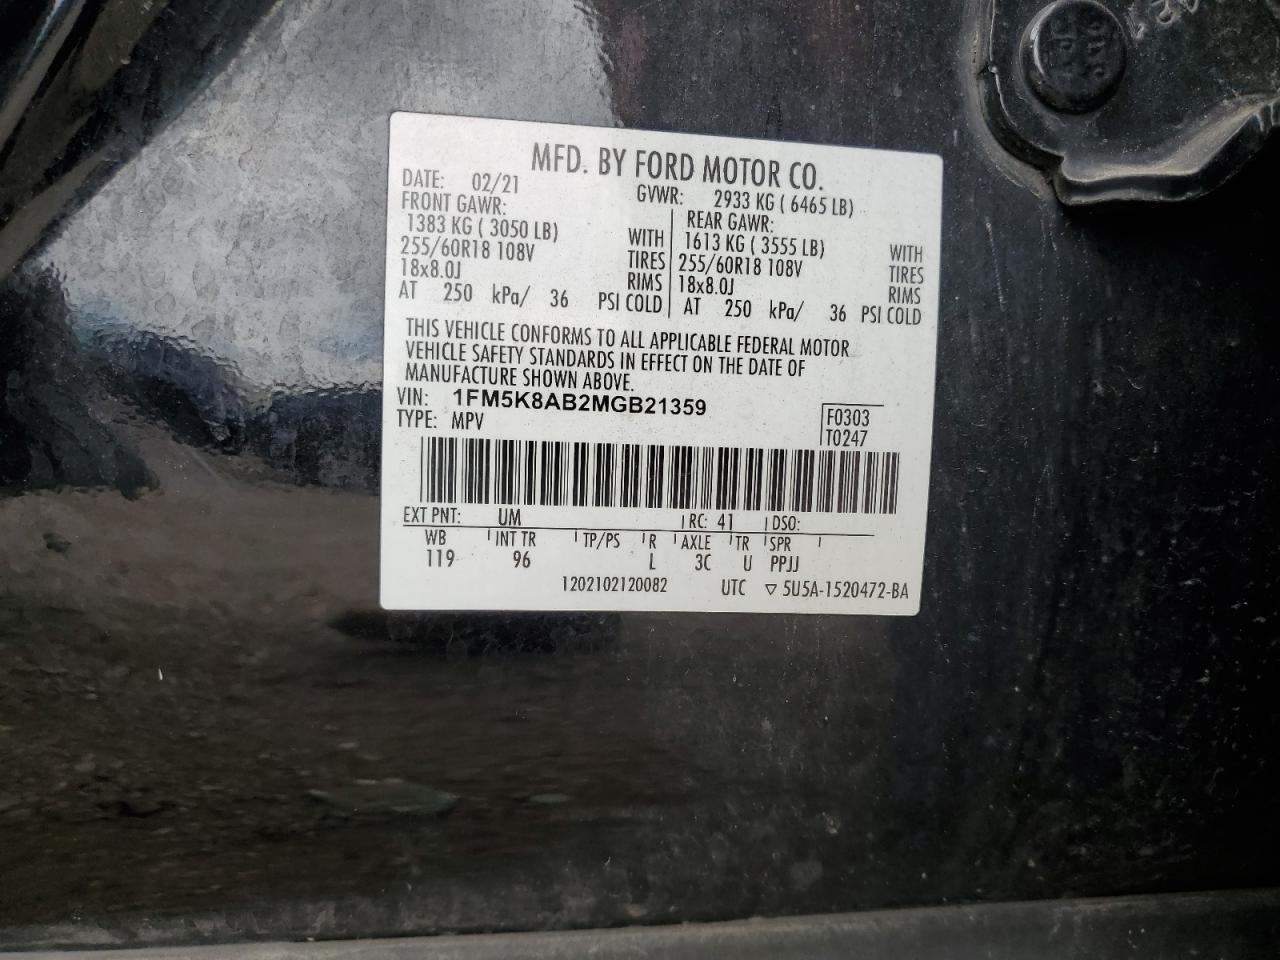 MFD. BY FORD MOTOR CO.
DATE: 02/21 GVWR: 2933 KG ( 6465 LB)
FRONT GAWR: REAR GAWR:
1383 KG ( 3050 LB) WITH 1613 KG ( 3555 LB) WITH
255/60R18 108V TIRES 255/60R18 108V TIRES
18x8.0J RIMS 18x8.0J RIMS
AT 250 kPa/ 36 PSI COLD AT 250 kPa/ 36 PSI COLD
THIS VEHICLE CONFORMS TO ALL APPLICABLE FEDERAL MOTOR
VEHICLE SAFETY STANDARDS IN EFFECT ON THE DATE OF
MANUFACTURE SHOWN ABOVE.
VIN: 1FM5K8AB2MGB21359 F0303
TYPE: MPV T0247
EXT PNT: UM RC: 41 DSO:
WB INT TR TP/PS R AXLE TR SPR
119 96 L 3C U PPJJ
1202102120082 UTC ▽ 5U5A-1520472-BA